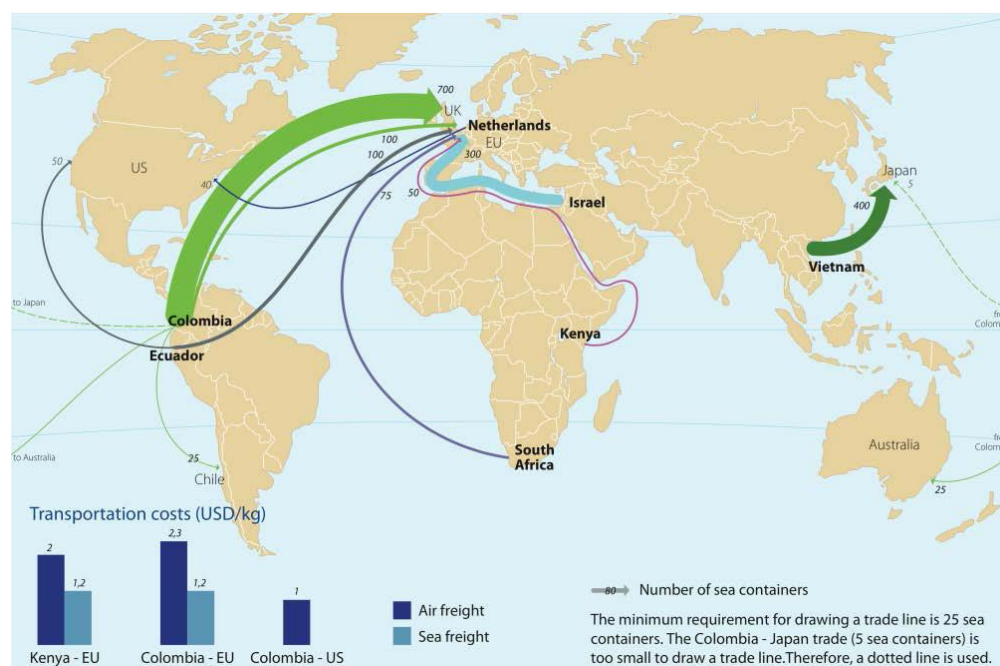 700
UK
Netherlands
EU
100
100
300
50
US
40
75
50
Israel
Japan
5
400
Vietnam
to Japan
Colombia
Ecuador
Kenya
from
Colom
25
Chile
to Australia
South
Africa
Australia
25
Colom
Transportation costs (USD/kg)
2
1,2
2,3
1,2
1
Kenya - EU
Colombia - EU
Colombia - US
Air freight
Sea freight
80
Number of sea containers
The minimum requirement for drawing a trade line is 25 sea
containers. The Colombia - Japan trade (5 sea containers) is
too small to draw a trade line.Therefore, a dotted line is used.